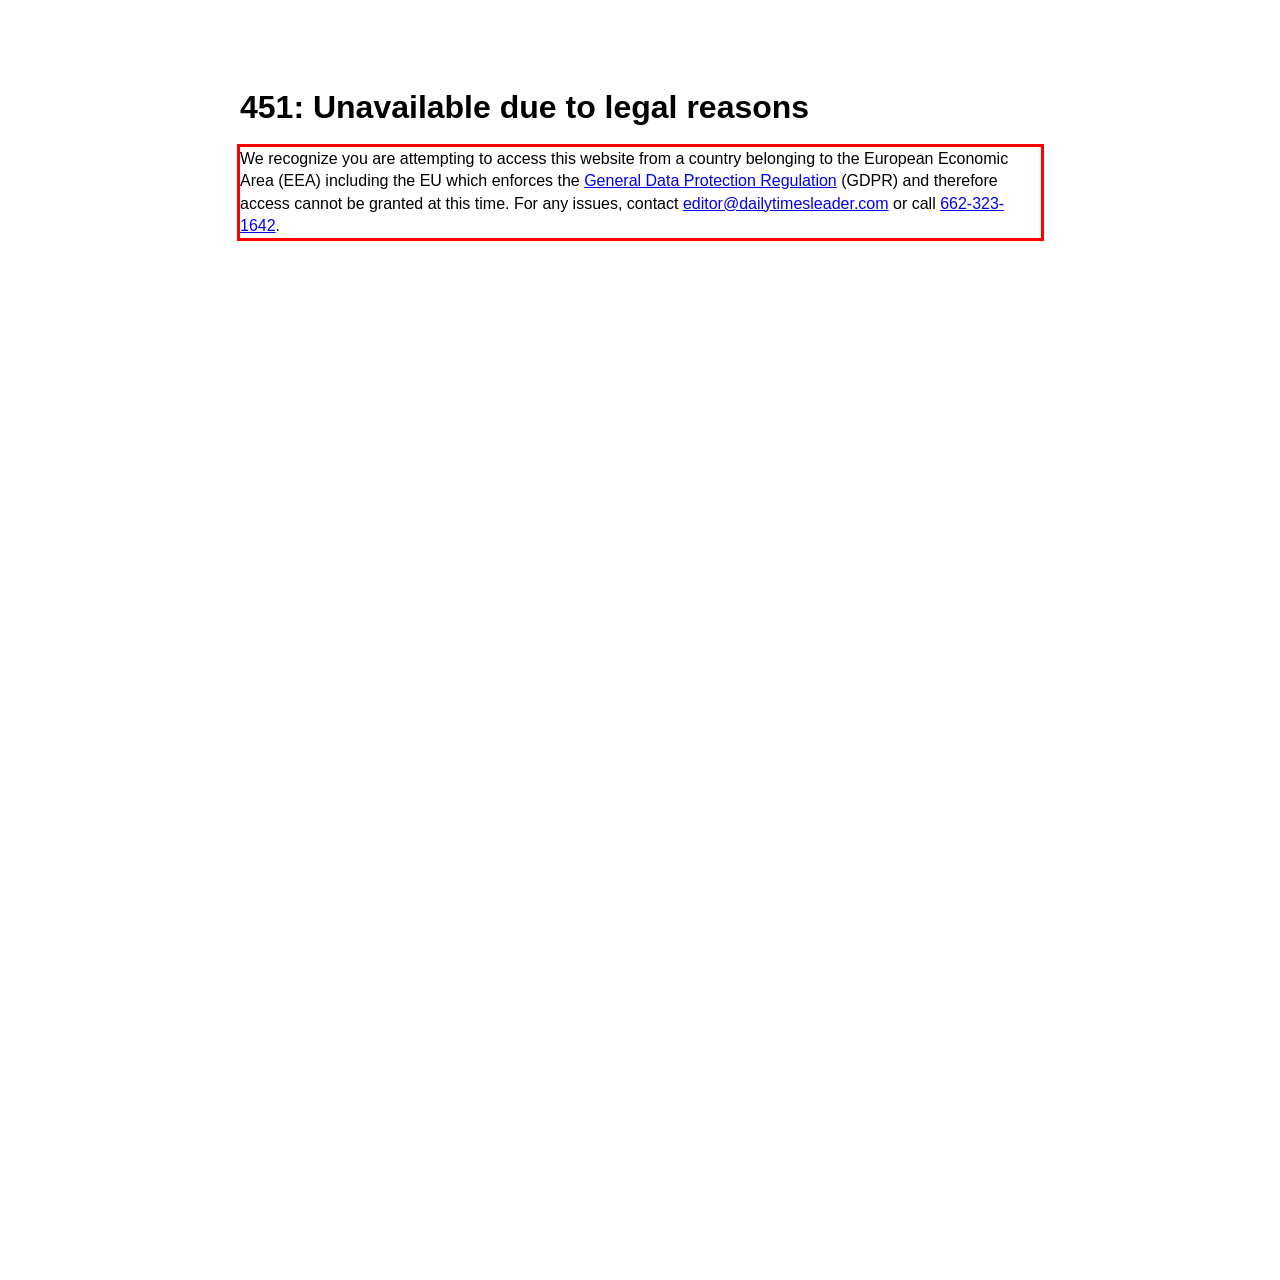 451: Unavailable due to legal reasons
We recognize you are attempting to access this website from a country belonging to the European Economic
Area (EEA) including the EU which enforces the General Data Protection Regulation (GDPR) and therefore
access cannot be granted at this time. For any issues, contact editor@dailytimesleader.com or call 662-323-
1642.